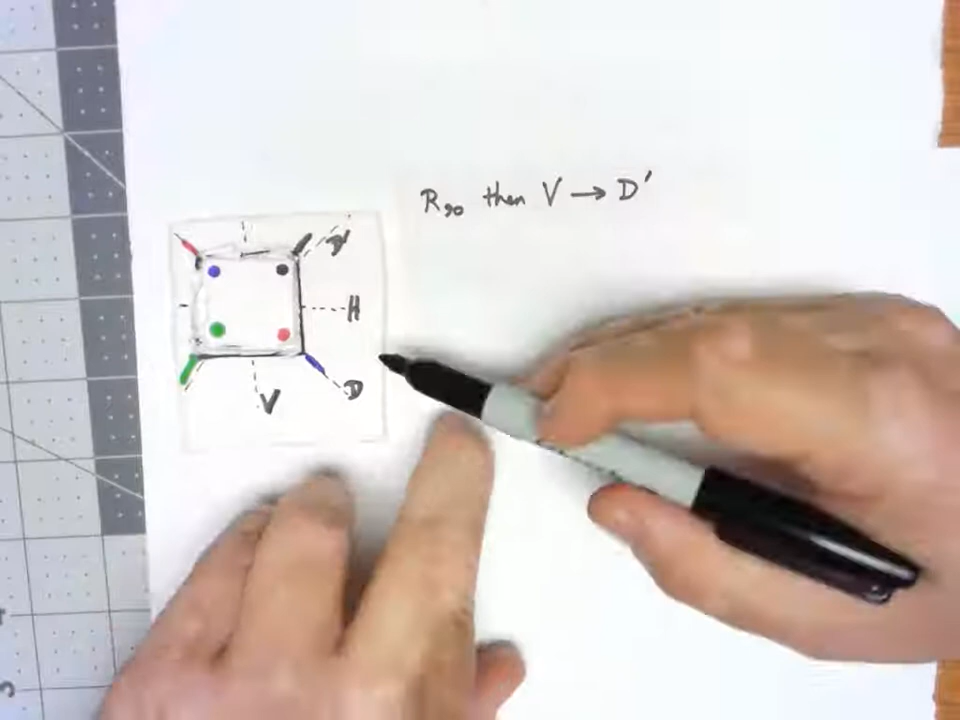 R₉₀ then V → D′
D′
H
D
V